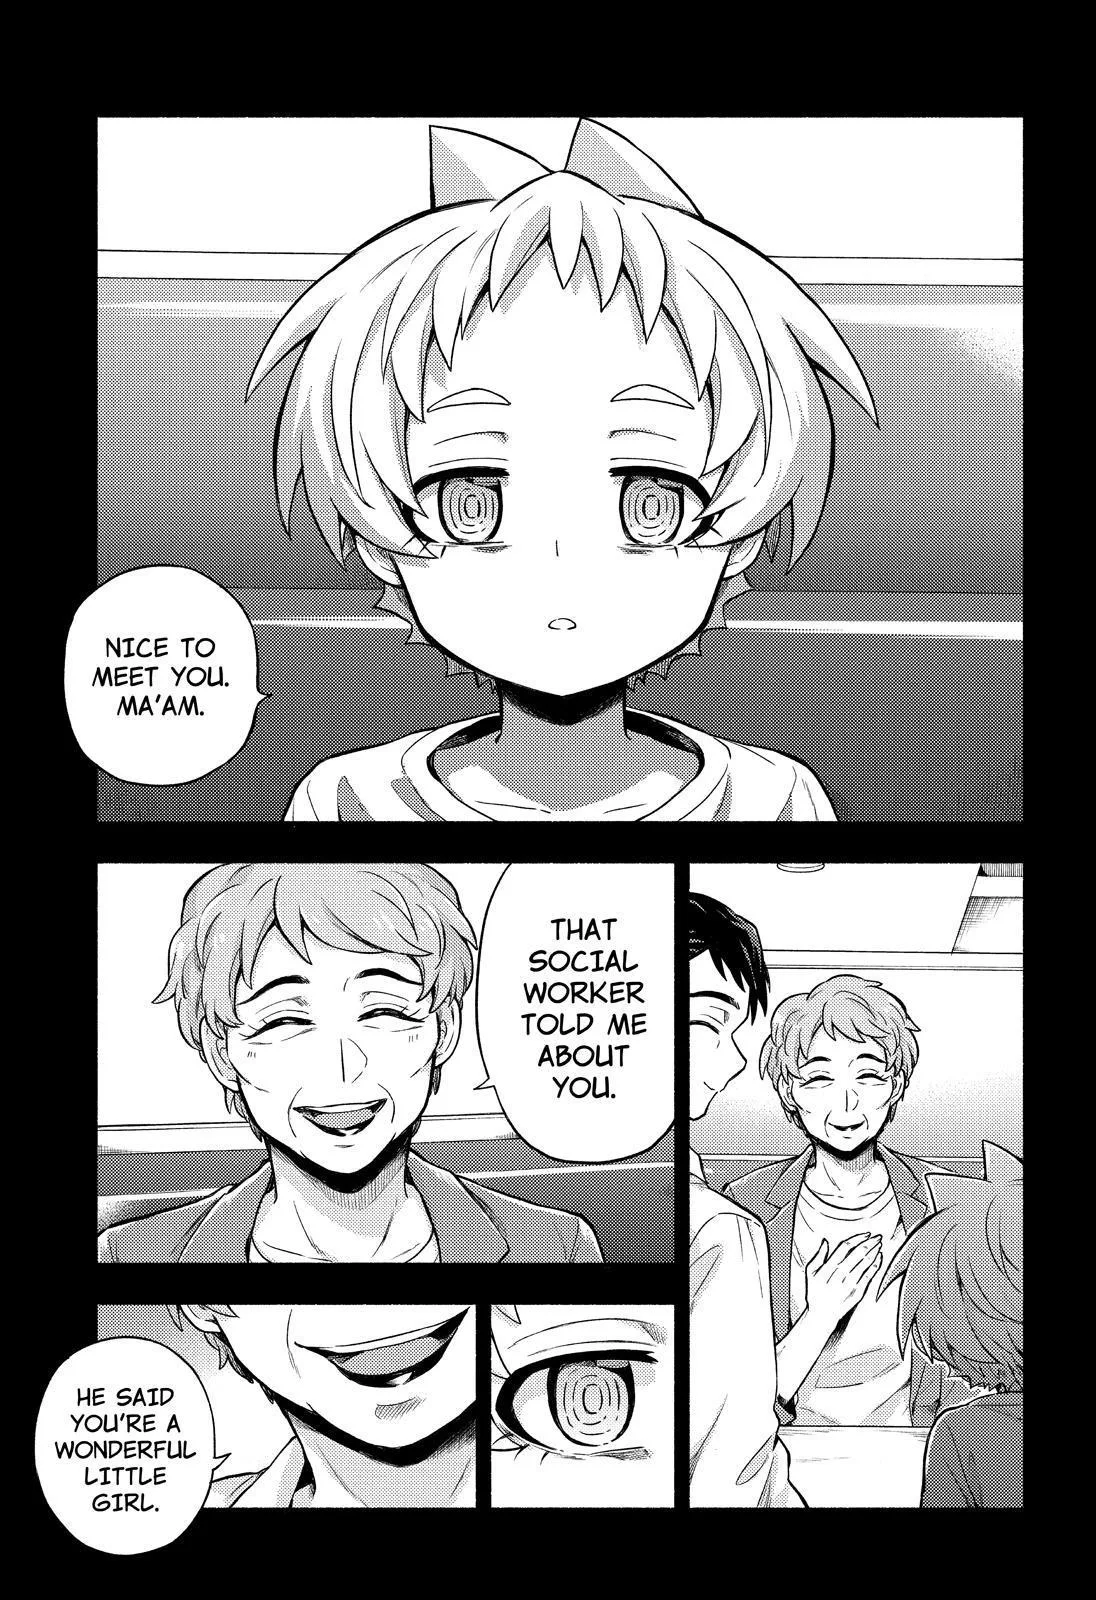 NICE TO
MEET YOU.
MA'AM.
THAT
SOCIAL
WORKER
TOLD ME
ABOUT
YOU.
HE SAID
YOU'RE A
WONDERFUL
LITTLE
GIRL.